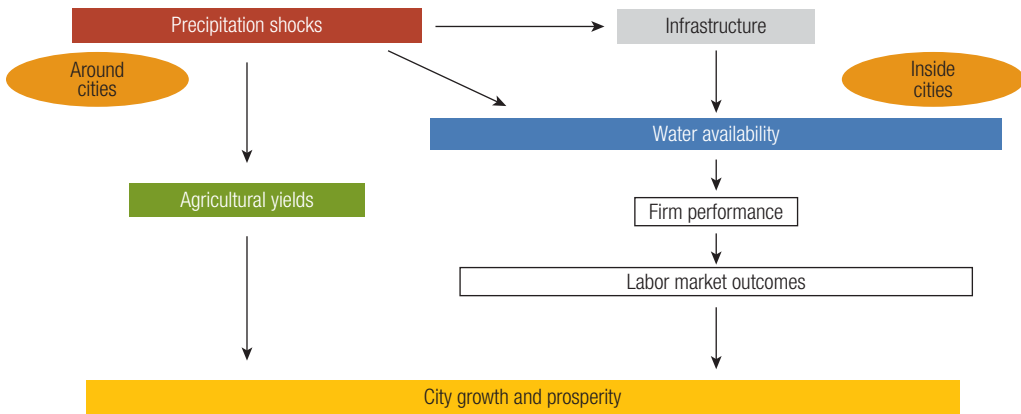 Precipitation shocks
Infrastructure
Around
cities
Inside
cities
Water availability
Agricultural yields
Firm performance
Labor market outcomes
City growth and prosperity